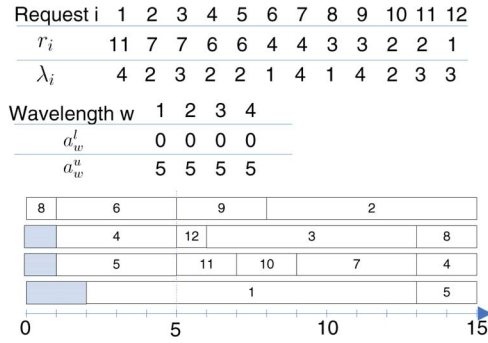 Request i 1 2 3 4 5 6 7 8 9 10 11 12
r_i 11 7 7 6 6 4 4 3 3 2 2 1
λ_i 4 2 3 2 2 1 4 1 4 2 3 3
Wavelength w 1 2 3 4
a_w^l 0 0 0 0
a_w^u 5 5 5 5
8 6 9 2
4 12 3 8
5 11 10 7 4
1 5
0 5 10 15